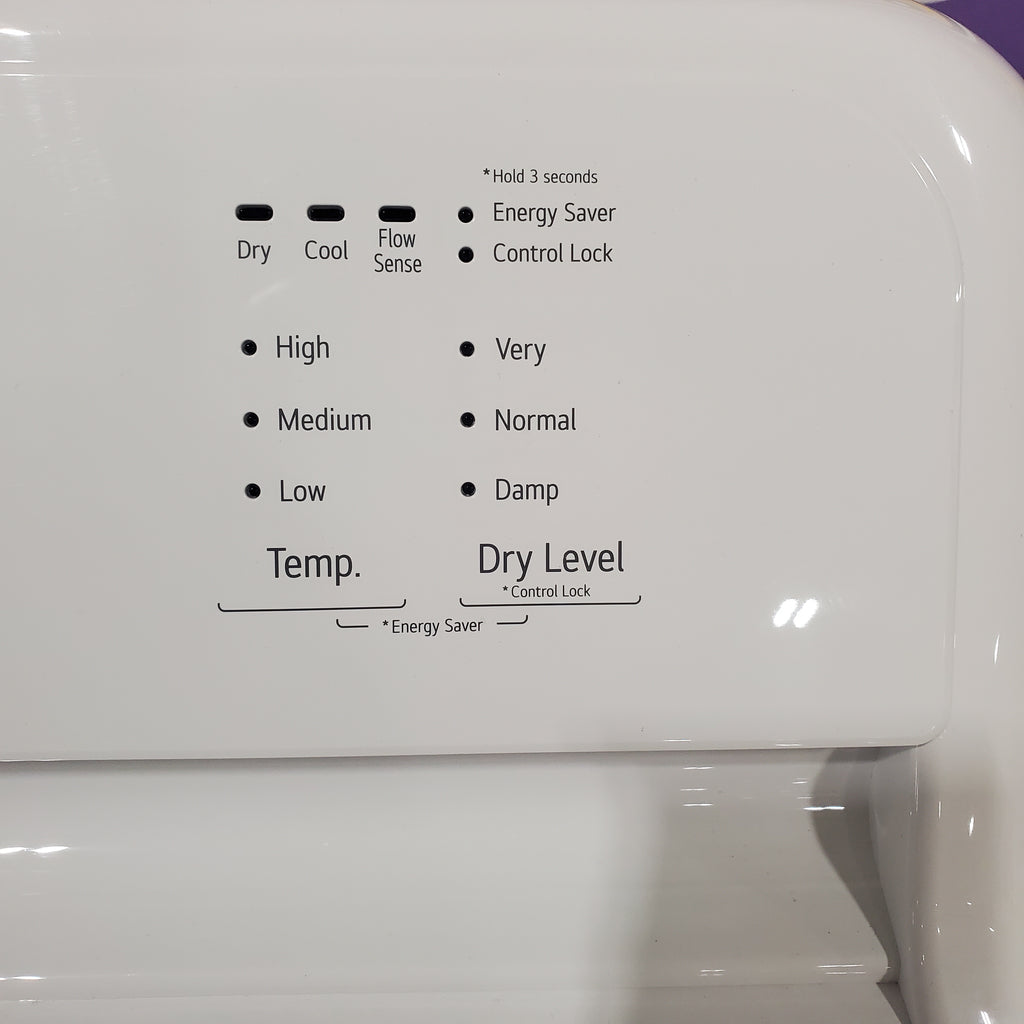 *Hold 3 seconds
Energy Saver
Control Lock
Dry
Cool
Flow
Sense
High
Medium
Low
Temp.
Very
Normal
Damp
Dry Level
*Control Lock
*Energy Saver